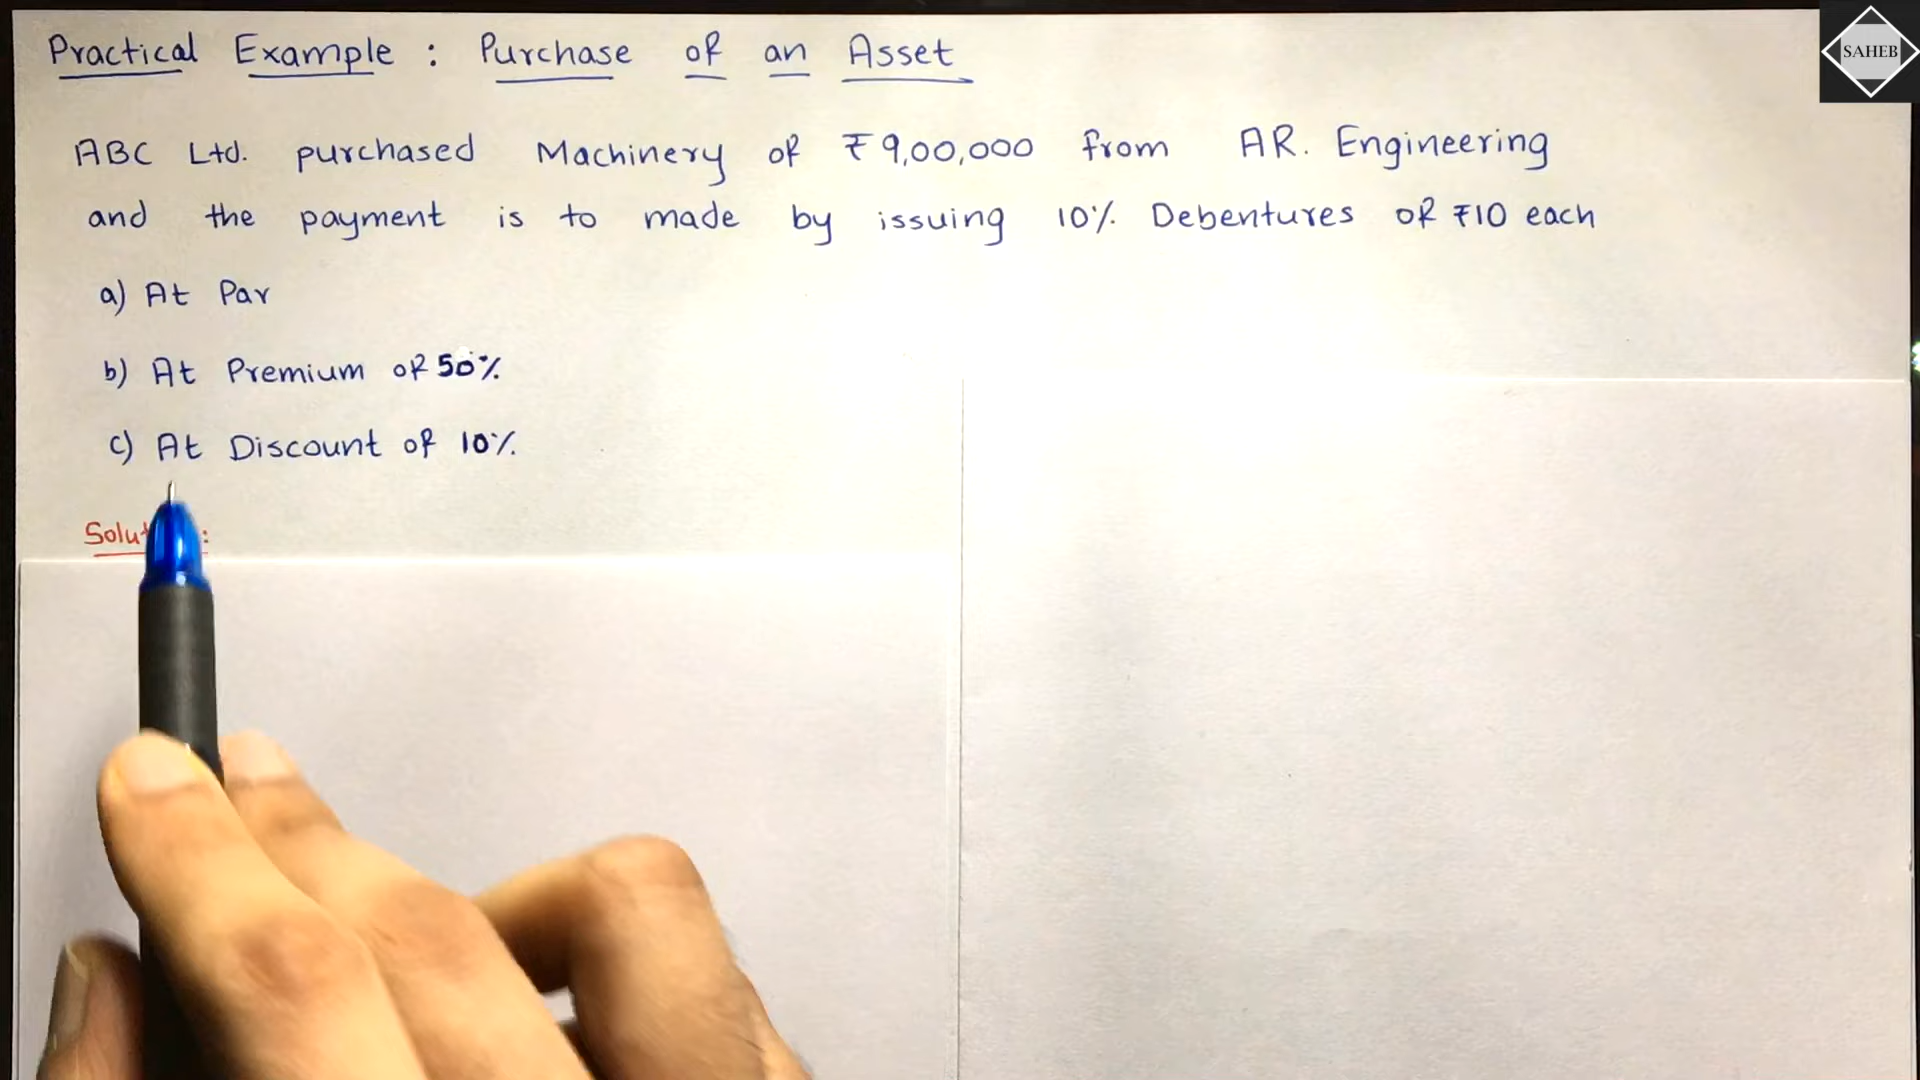 Practical Example : Purchase of an Asset
SAHEB
ABC Ltd. purchased Machinery of ₹9,00,000 from AR. Engineering
and the payment is to made by issuing 10% Debentures of ₹10 each
a) At Par
b) At Premium of 50%
c) At Discount of 10%